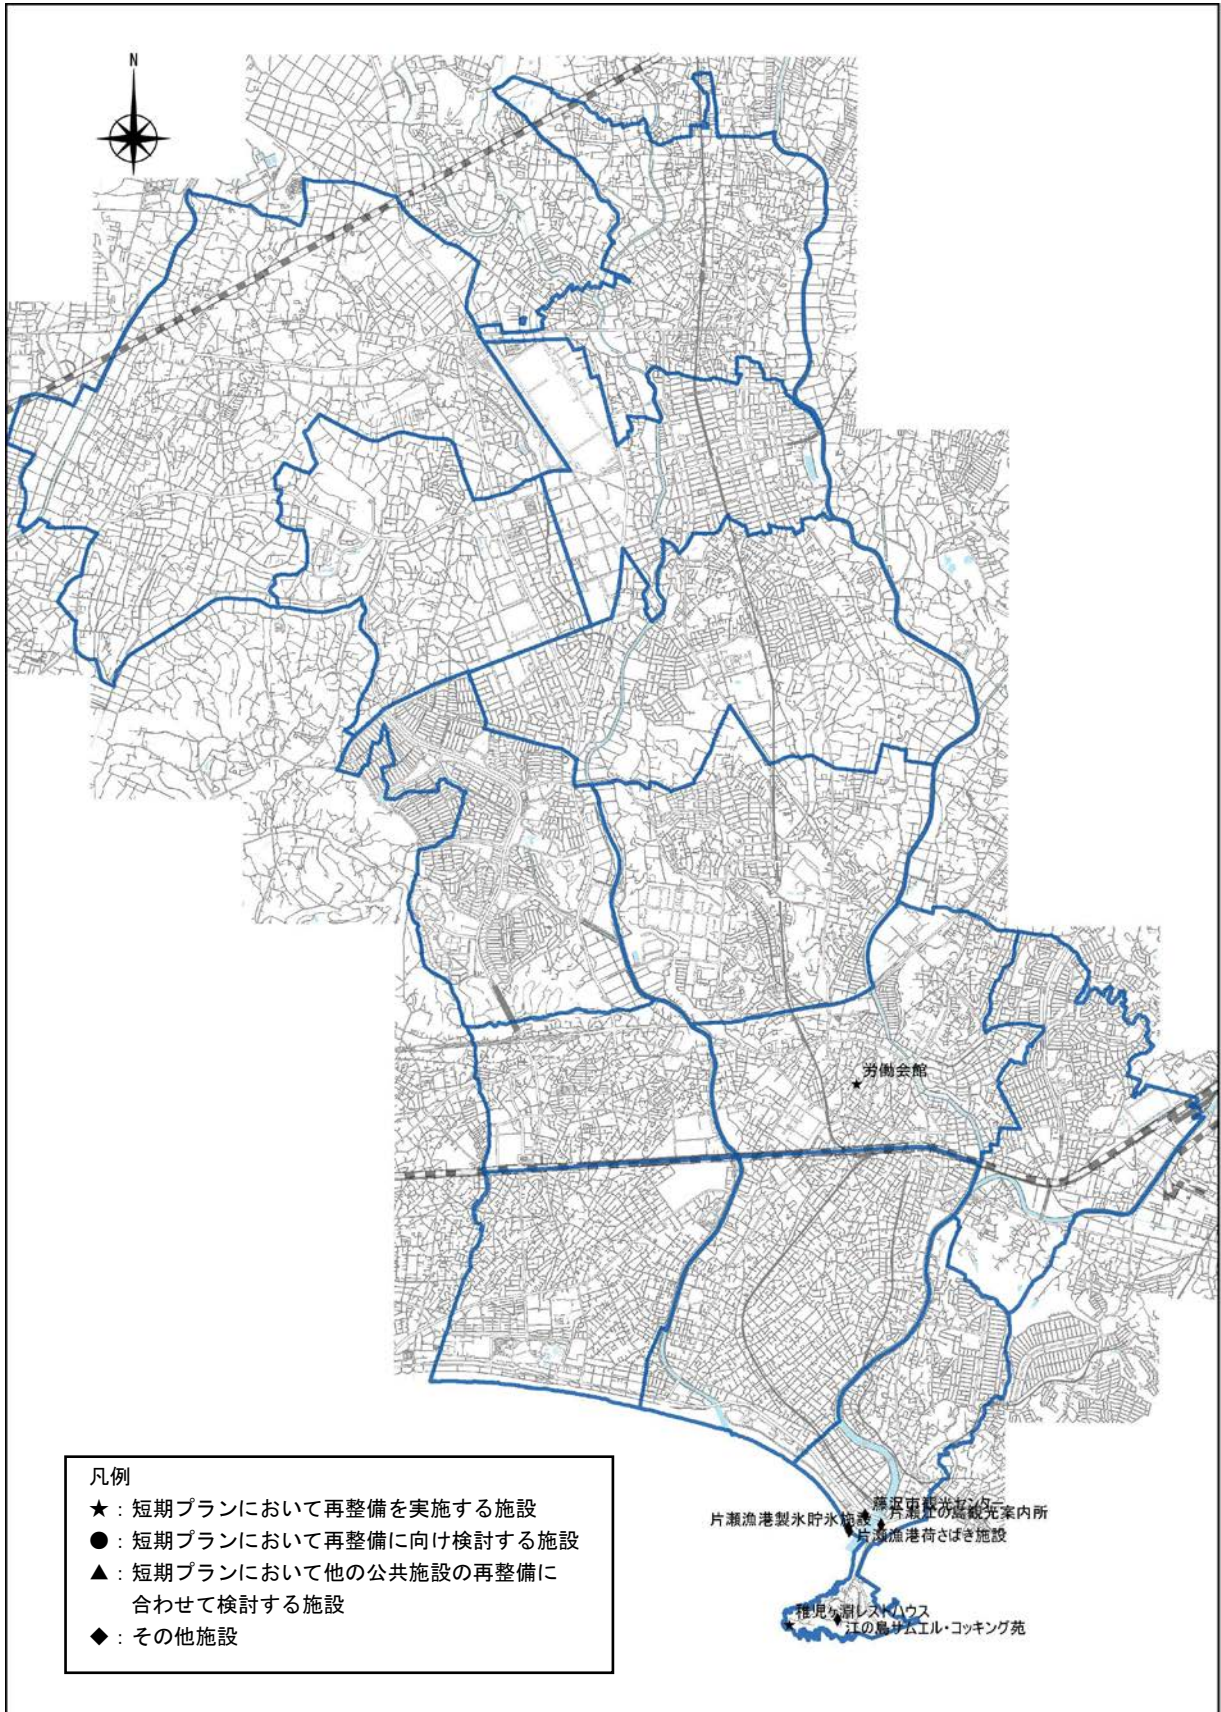 N
労働会館
藤沢市観光センター
片瀬江の島観光案内所
片瀬漁港製氷貯氷施設
片瀬漁港荷さばき施設
稚児ヶ淵レストハウス
江の島サムエル・コッキング苑
凡例
★：短期プランにおいて再整備を実施する施設
●：短期プランにおいて再整備に向け検討する施設
▲：短期プランにおいて他の公共施設の再整備に
合わせて検討する施設
◆：その他施設